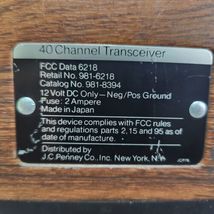 40 Channel Transceiver
FCC Data 6218
Retail No. 981-6218
Catalog No. 981-8394
12 Volt DC Only—Neg/Pos Ground
Fuse: 2 Ampere
Made in Japan
This device complies with FCC rules
and regulations parts 2, 15 and 95 as of
date of manufacture.
Distributed by
J.C. Penney Co., Inc. New York, N.Y.